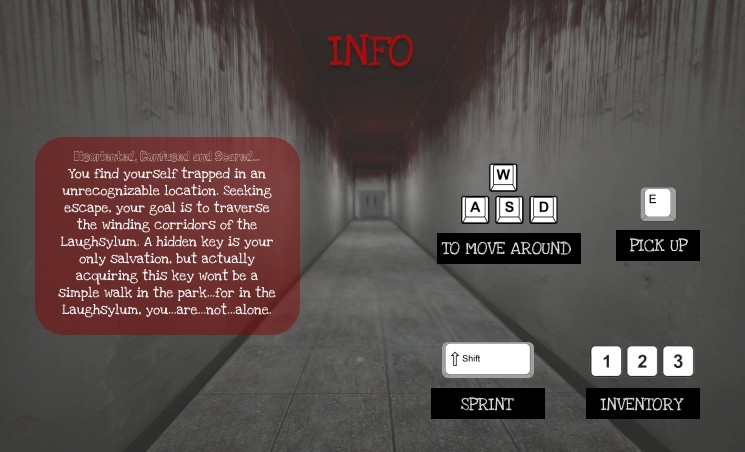 INFO
Disoriented, Confused and Scared...
You find yourself trapped in an
unrecognizable location. Seeking
escape, your goal is to traverse
the winding corridors of the
Laughsylum. A hidden key is your
only salvation, but actually
acquiring this key wont be a
simple walk in the park...for in the
Laughsylum, you...are...not...alone.
W
A S D
TO MOVE AROUND
E
PICK UP
Shift
SPRINT
1 2 3
INVENTORY